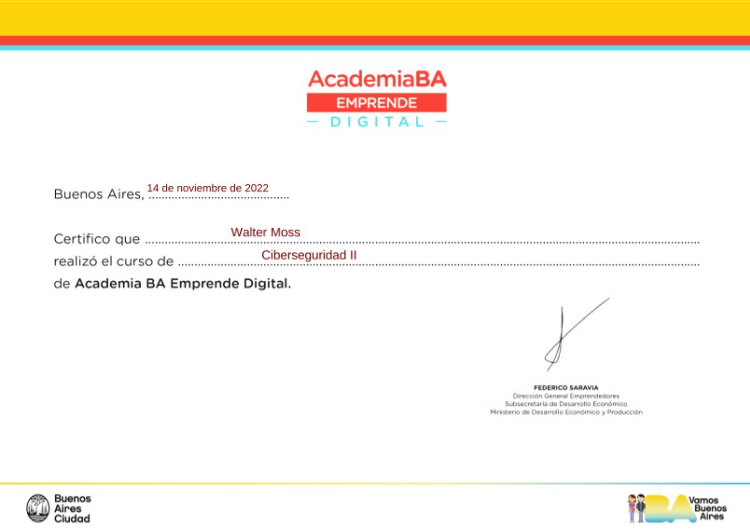 AcademiaBA
EMPRENDE
DIGITAL
Buenos Aires, 14 de noviembre de 2022
Certifico que Walter Moss
realizó el curso de Ciberseguridad II
de Academia BA Emprende Digital.
FEDERICO SARAVIA
Dirección General Emprendedores
Subsecretaría de Desarrollo Económico
Ministerio de Desarrollo Económico y Producción
Buenos
Aires
Ciudad
BA
Vamos
Buenos
Aires